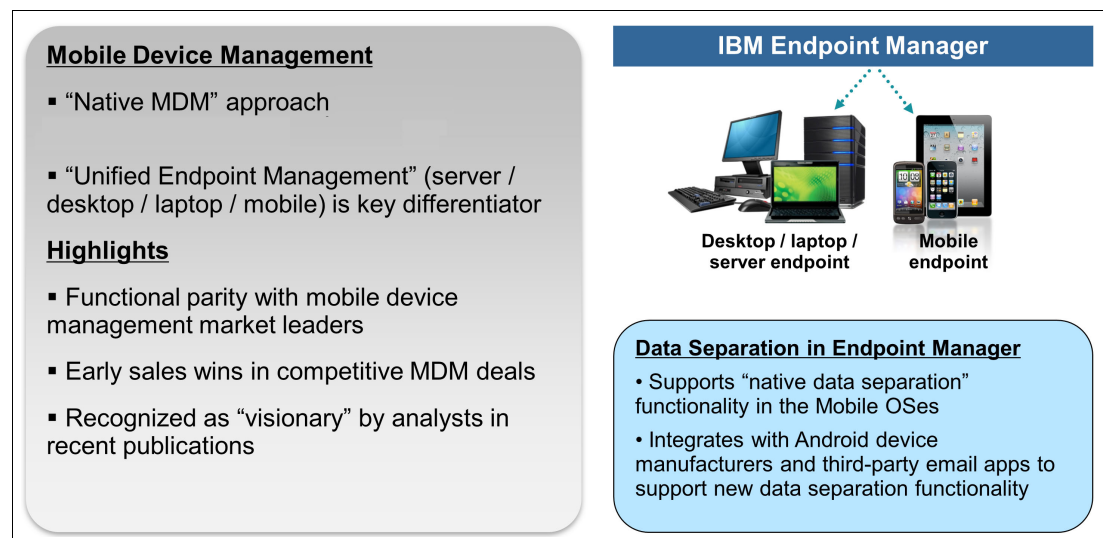 Mobile Device Management
▪ “Native MDM” approach
▪ “Unified Endpoint Management” (server /
desktop / laptop / mobile) is key differentiator
Highlights
▪ Functional parity with mobile device
management market leaders
▪ Early sales wins in competitive MDM deals
▪ Recognized as “visionary” by analysts in
recent publications
IBM Endpoint Manager
10 08
Desktop / laptop /
server endpoint
Mobile
endpoint
Data Separation in Endpoint Manager
• Supports “native data separation”
functionality in the Mobile OSes
• Integrates with Android device
manufacturers and third-party email apps to
support new data separation functionality